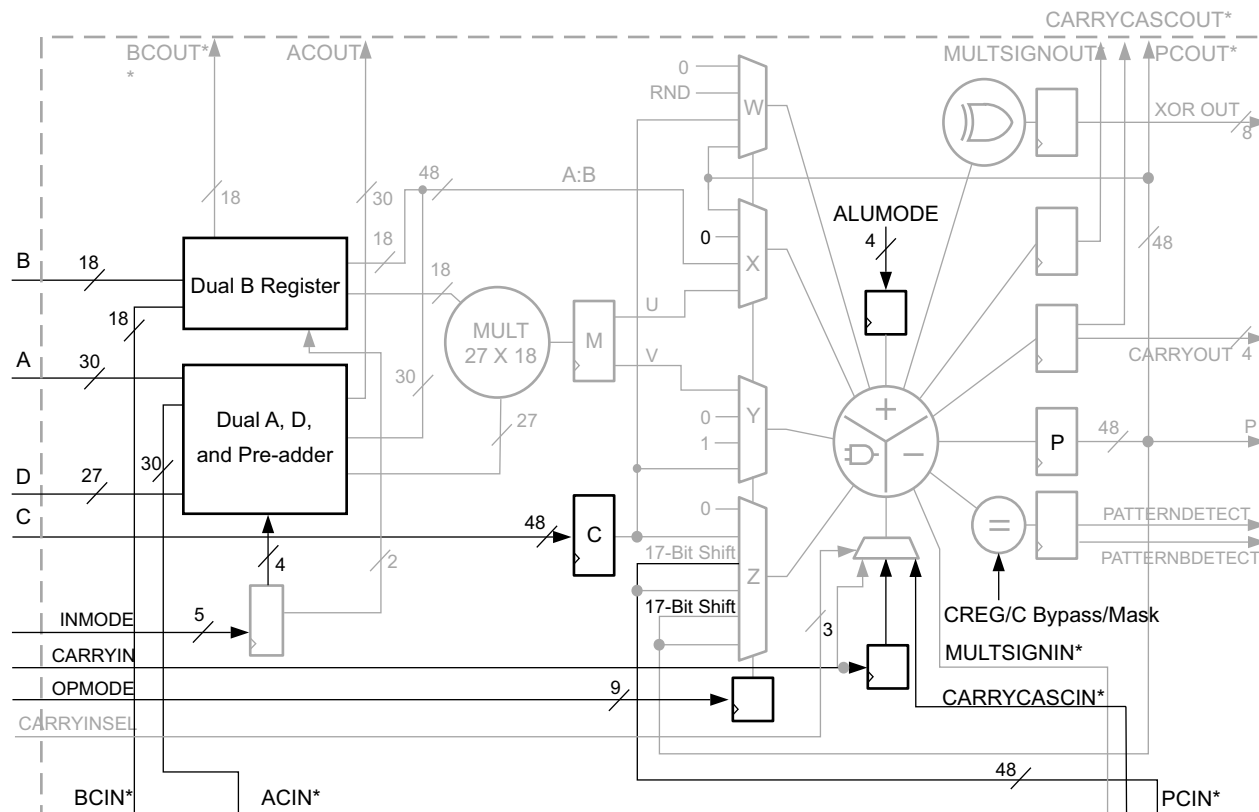 CARRYCASCOUT*
BCOUT*
*
ACOUT
MULTSIGNOUT
PCOUT*
0
RND
W
XOR OUT
8
48
A:B
18
30
ALUMODE
4
48
18
0
X
B
18
Dual B Register
18
U
18
MULT
27 X 18
M
A
30
V
30
CARRYOUT
4
Dual A, D,
and Pre-adder
27
0
Y
1
+
−
P
48
P
30
D
27
C
48
C
0
=
PATTERNDETECT
17-Bit Shift
Z
PATTERNBDETECT
4
2
17-Bit Shift
CREG/C Bypass/Mask
INMODE
5
3
CARRYIN
MULTSIGNIN*
OPMODE
9
CARRYCASCIN*
CARRYINSEL
48
BCIN*
ACIN*
PCIN*